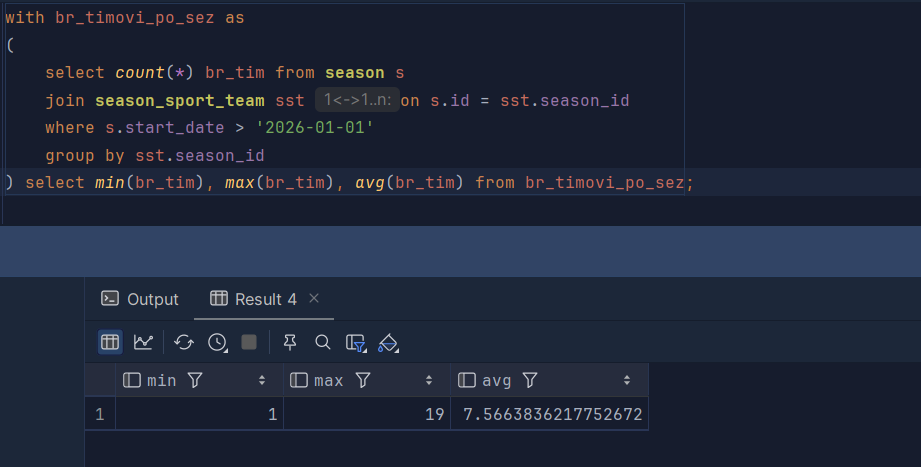 with br_timovi_po_sez as
(
select count(*) br_tim from season s
join season_sport_team sst 1<->1..n: on s.id = sst.season_id
where s.start_date > '2026-01-01'
group by sst.season_id
) select min(br_tim), max(br_tim), avg(br_tim) from br_timovi_po_sez;
Output Result 4 ×
min max avg
1 1 19 7.5663836217752672